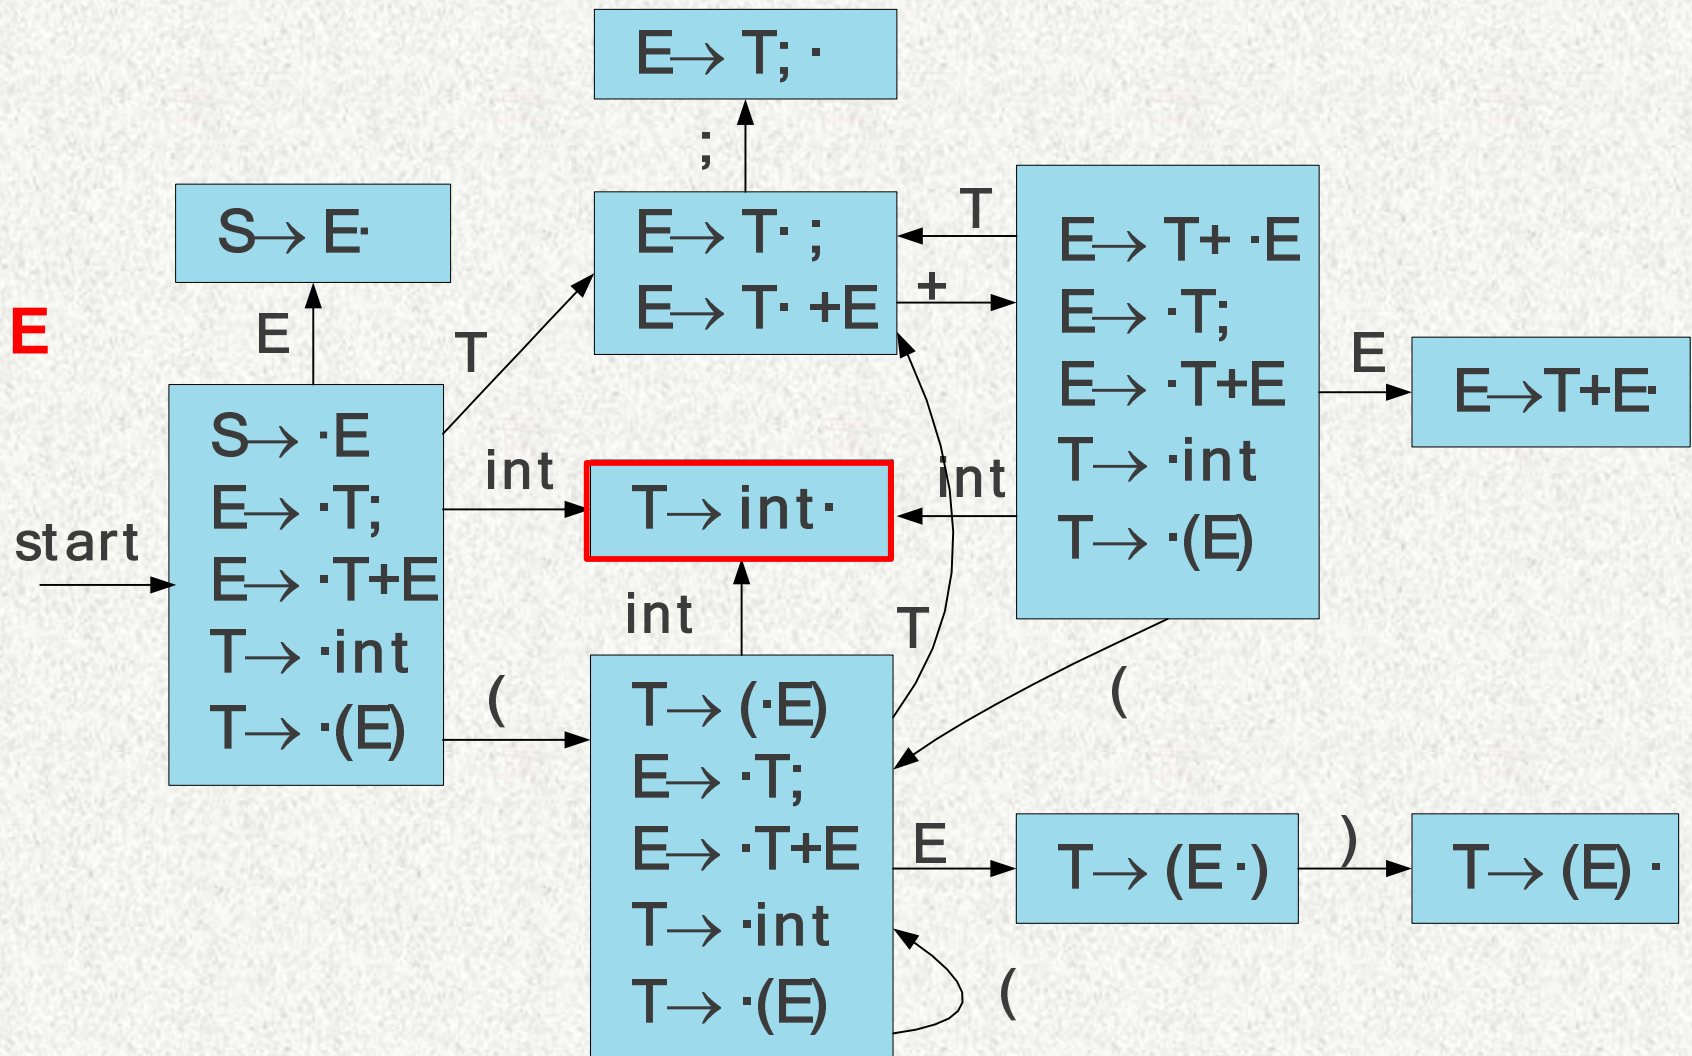 E→ T; ·
;
S→ E·
E→ T· ;
E→ T· +E
T
+
E→ T+ ·E
E→ ·T;
E→ ·T+E
T→ ·int
T→ ·(E)
E
E→T+E·
E
E
T
S→ ·E
E→ ·T;
E→ ·T+E
T→ ·int
T→ ·(E)
start
int
T→ int·
int
int
T
(
(
T→ (·E)
E→ ·T;
E→ ·T+E
T→ ·int
T→ ·(E)
E
T→ (E·)
)
T→ (E) ·
(